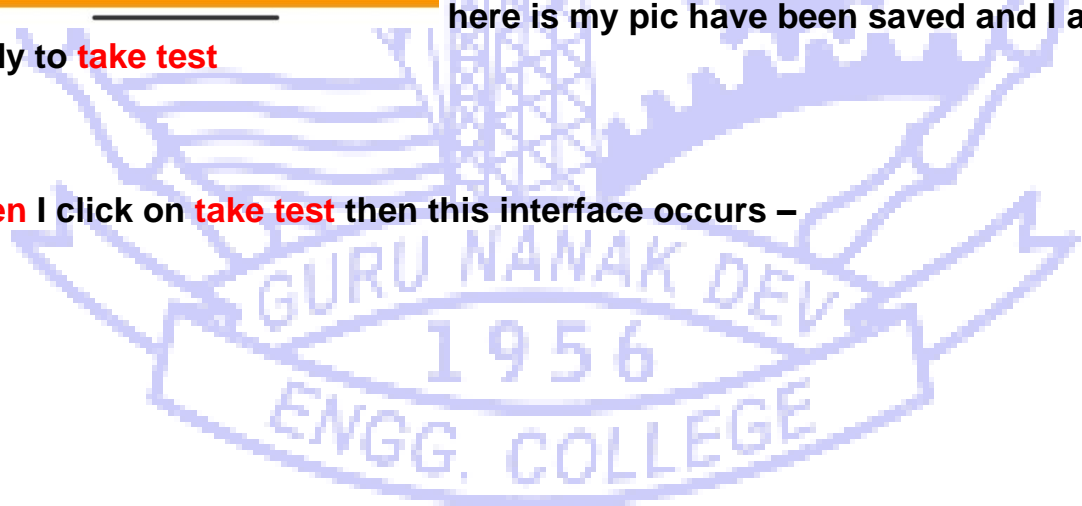 here is my pic have been saved and I a
dy to take test
en I click on take test then this interface occurs –
GURU NANAK DEV
1956
ENGG. COLLEGE